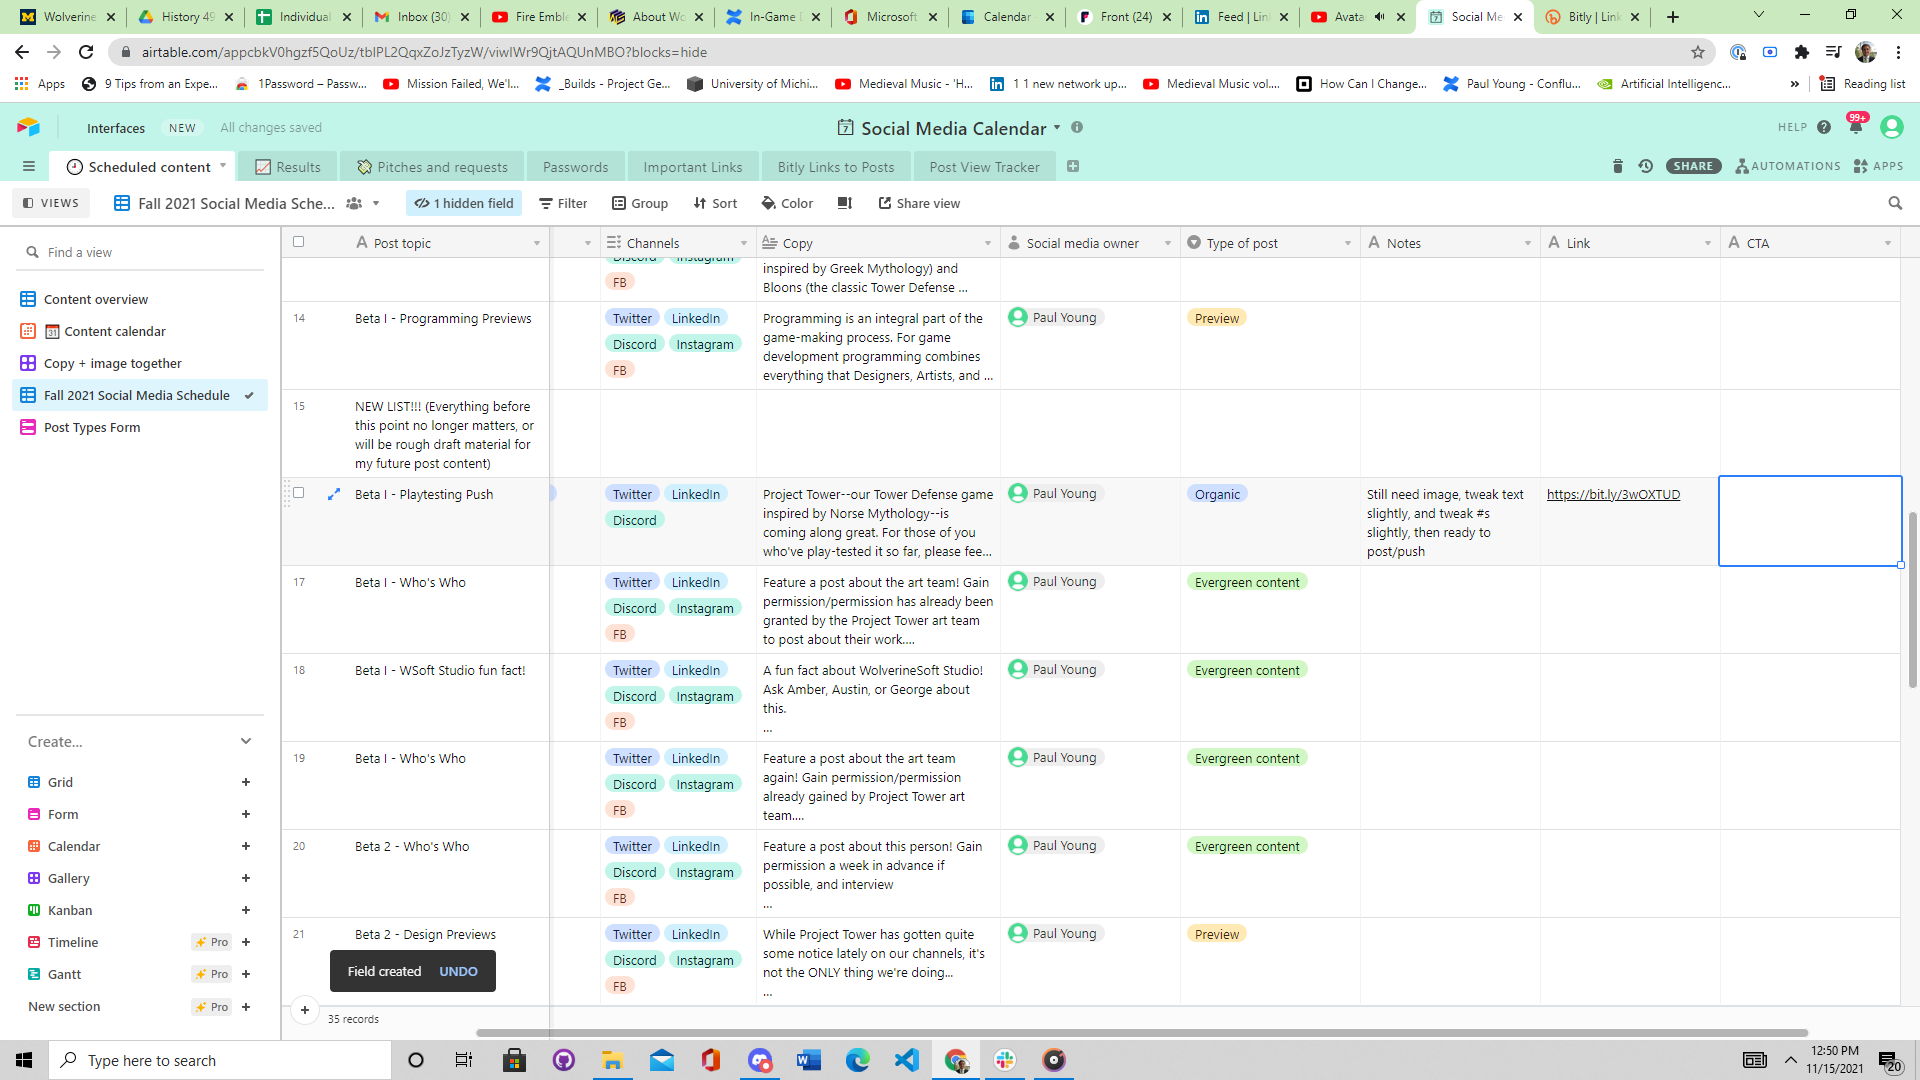 Wolverine
History 49
Individual
Inbox (30)
Fire Emble
About Wo
In-Game D
Microsoft
Calendar
Front (24)
Feed | Lin
Avata
Social Me
Bitly | Link
airtable.com/appcbkV0hgzf5QoUz/tblPL2QqxZoJzTyzW/viwIWr9QjtAQUnMBO?blocks=hide
Apps
9 Tips from an Expe...
1Password – Passw...
Mission Failed, We'l...
_Builds - Project Ge...
University of Michi...
Medieval Music - 'H...
1 1 new network up...
Medieval Music vol....
How Can I Change...
Paul Young - Conflu...
Artificial Intelligenc...
»
Reading list
Interfaces
NEW
All changes saved
Social Media Calendar
HELP
99+
Scheduled content
Results
Pitches and requests
Passwords
Important Links
Bitly Links to Posts
Post View Tracker
SHARE
AUTOMATIONS
APPS
VIEWS
Fall 2021 Social Media Sche...
1 hidden field
Filter
Group
Sort
Color
Share view
Find a view
Content overview
Content calendar
Copy + image together
Fall 2021 Social Media Schedule
Post Types Form
Create...
Grid
Form
Calendar
Gallery
Kanban
Timeline
Pro
Gantt
Pro
New section
Pro
Post topic
Channels
Copy
Social media owner
Type of post
Notes
Link
CTA
Discord Instagram
FB
inspired by Greek Mythology) and
Bloons (the classic Tower Defense ...
14
Beta I - Programming Previews
Twitter LinkedIn
Discord Instagram
FB
Programming is an integral part of the
game-making process. For game
development programming combines
everything that Designers, Artists, and ...
Paul Young
Preview
15
NEW LIST!!! (Everything before
this point no longer matters, or
will be rough draft material for
my future post content)
Beta I - Playtesting Push
Twitter LinkedIn
Discord
Project Tower--our Tower Defense game
inspired by Norse Mythology--is
coming along great. For those of you
who've play-tested it so far, please fee...
Paul Young
Organic
Still need image, tweak text
slightly, and tweak #s
slightly, then ready to
post/push
https://bit.ly/3wOXTUD
17
Beta I - Who's Who
Twitter LinkedIn
Discord Instagram
FB
Feature a post about the art team! Gain
permission/permission has already been
granted by the Project Tower art team
to post about their work....
Paul Young
Evergreen content
18
Beta I - WSoft Studio fun fact!
Twitter LinkedIn
Discord Instagram
FB
A fun fact about WolverineSoft Studio!
Ask Amber, Austin, or George about
this.
...
Paul Young
Evergreen content
19
Beta I - Who's Who
Twitter LinkedIn
Discord Instagram
FB
Feature a post about the art team
again! Gain permission/permission
already gained by Project Tower art
team....
Paul Young
Evergreen content
20
Beta 2 - Who's Who
Twitter LinkedIn
Discord Instagram
FB
Feature a post about this person! Gain
permission a week in advance if
possible, and interview
...
Paul Young
Evergreen content
21
Beta 2 - Design Previews
Twitter LinkedIn
Discord Instagram
FB
While Project Tower has gotten quite
some notice lately on our channels, it's
not the ONLY thing we're doing...
...
Paul Young
Preview
Field created UNDO
35 records
Type here to search
12:50 PM
11/15/2021
20